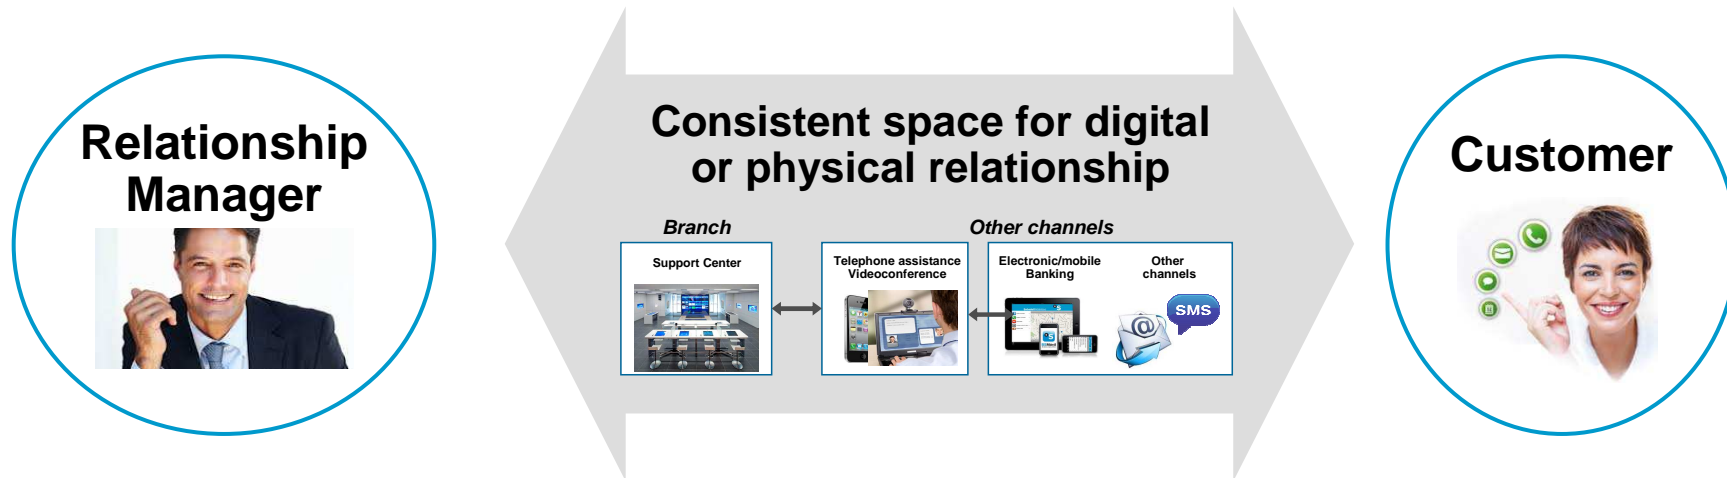 Relationship
Manager
Consistent space for digital
or physical relationship
Branch
Other channels
Support Center
Telephone assistance
Videoconference
Electronic/mobile
Banking
Other
channels
@
SMS
Customer